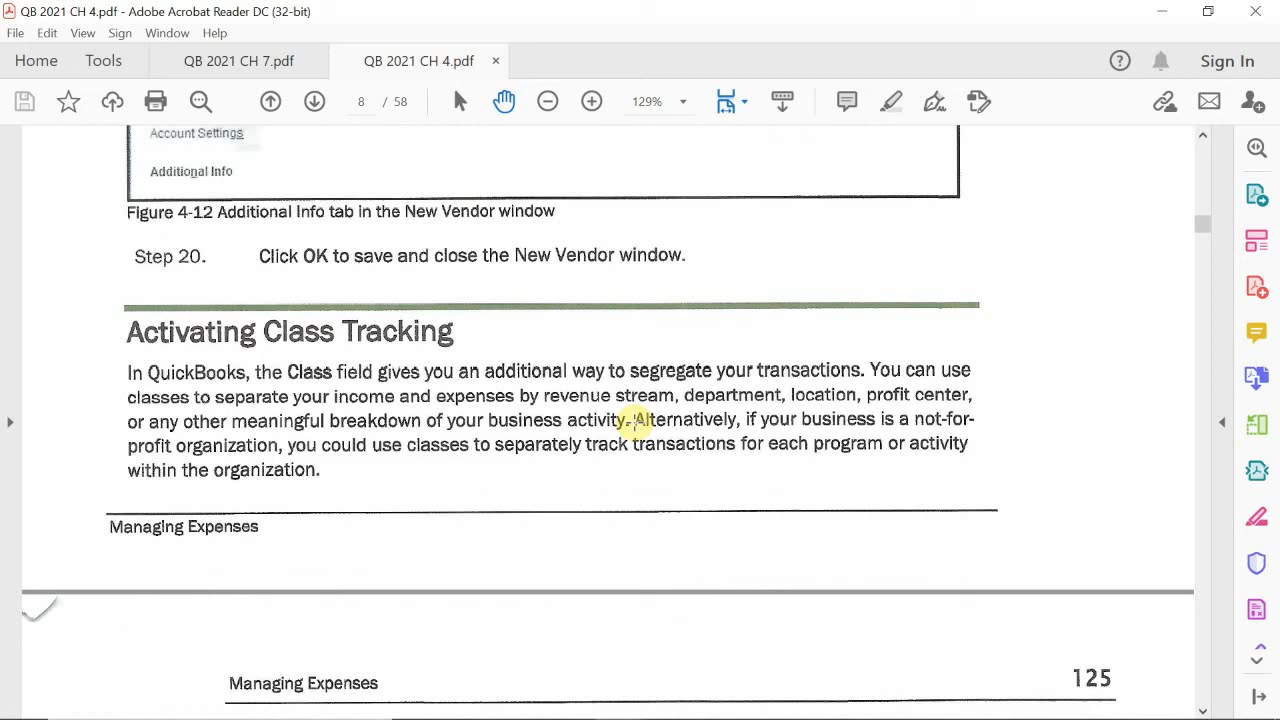 QB 2021 CH 4.pdf - Adobe Acrobat Reader DC (32-bit)
File Edit View Sign Window Help
Home Tools QB 2021 CH 7.pdf QB 2021 CH 4.pdf × Sign In
8 / 58 129%
Account Settings
Additional Info
Figure 4-12 Additional Info tab in the New Vendor window
Step 20. Click OK to save and close the New Vendor window.
Activating Class Tracking
In QuickBooks, the Class field gives you an additional way to segregate your transactions. You can use
classes to separate your income and expenses by revenue stream, department, location, profit center,
or any other meaningful breakdown of your business activity. Alternatively, if your business is a not-for-
profit organization, you could use classes to separately track transactions for each program or activity
within the organization.
Managing Expenses
Managing Expenses 125